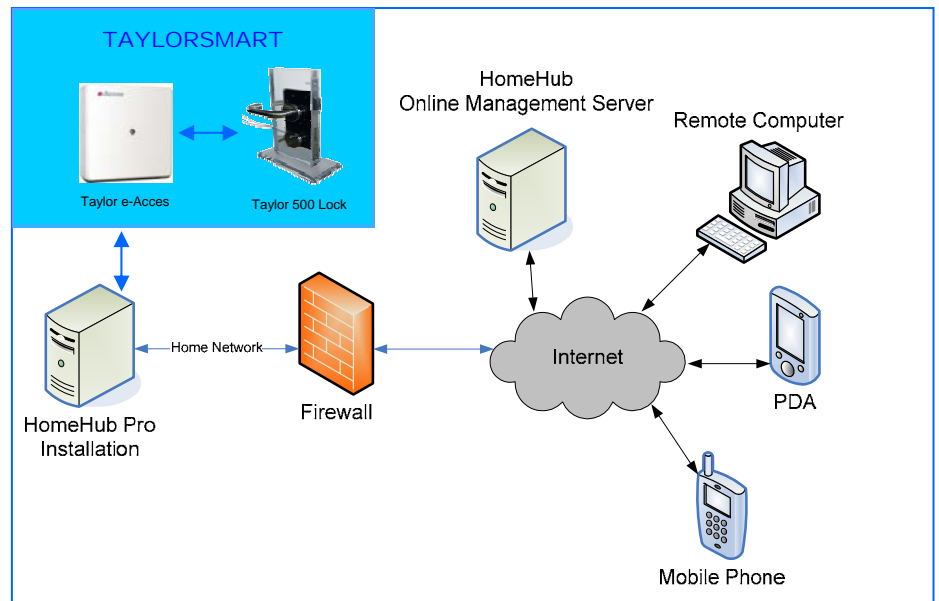 TAYLORSMART
Taylor e-Acces
Taylor 500 Lock
HomeHub
Online Management Server
Remote Computer
HomeHub Pro
Installation
Home Network
Firewall
Internet
PDA
Mobile Phone